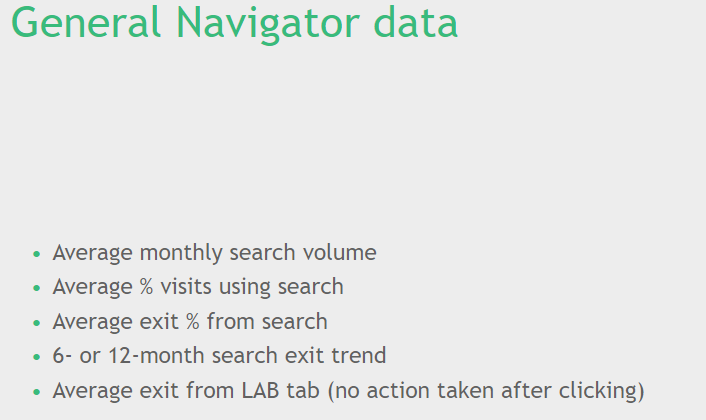 General Navigator data
• Average monthly search volume
• Average % visits using search
• Average exit % from search
• 6- or 12-month search exit trend
• Average exit from LAB tab (no action taken after clicking)